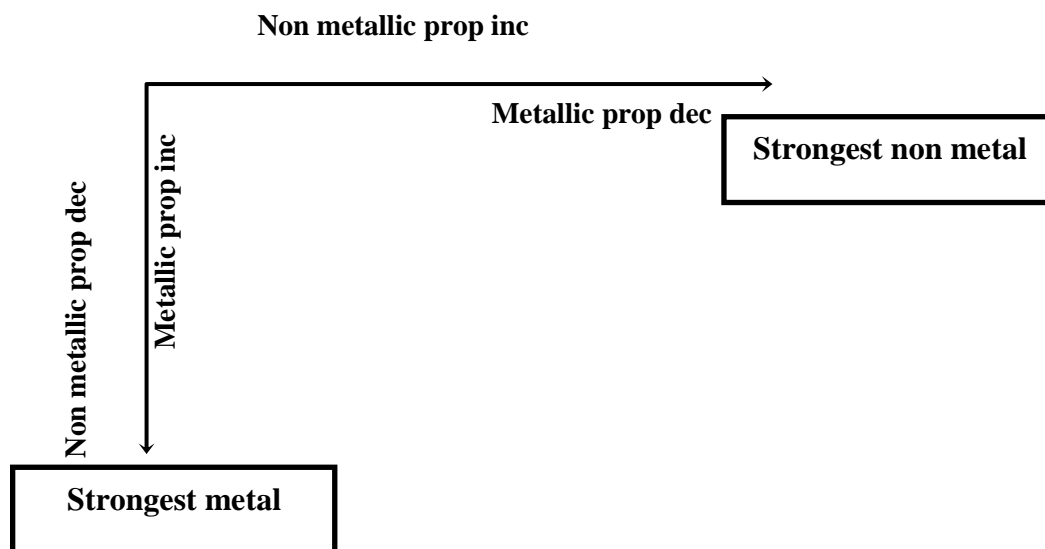 Non metallic prop inc
Metallic prop dec
Strongest non metal
Non metallic prop dec
Metallic prop inc
Strongest metal